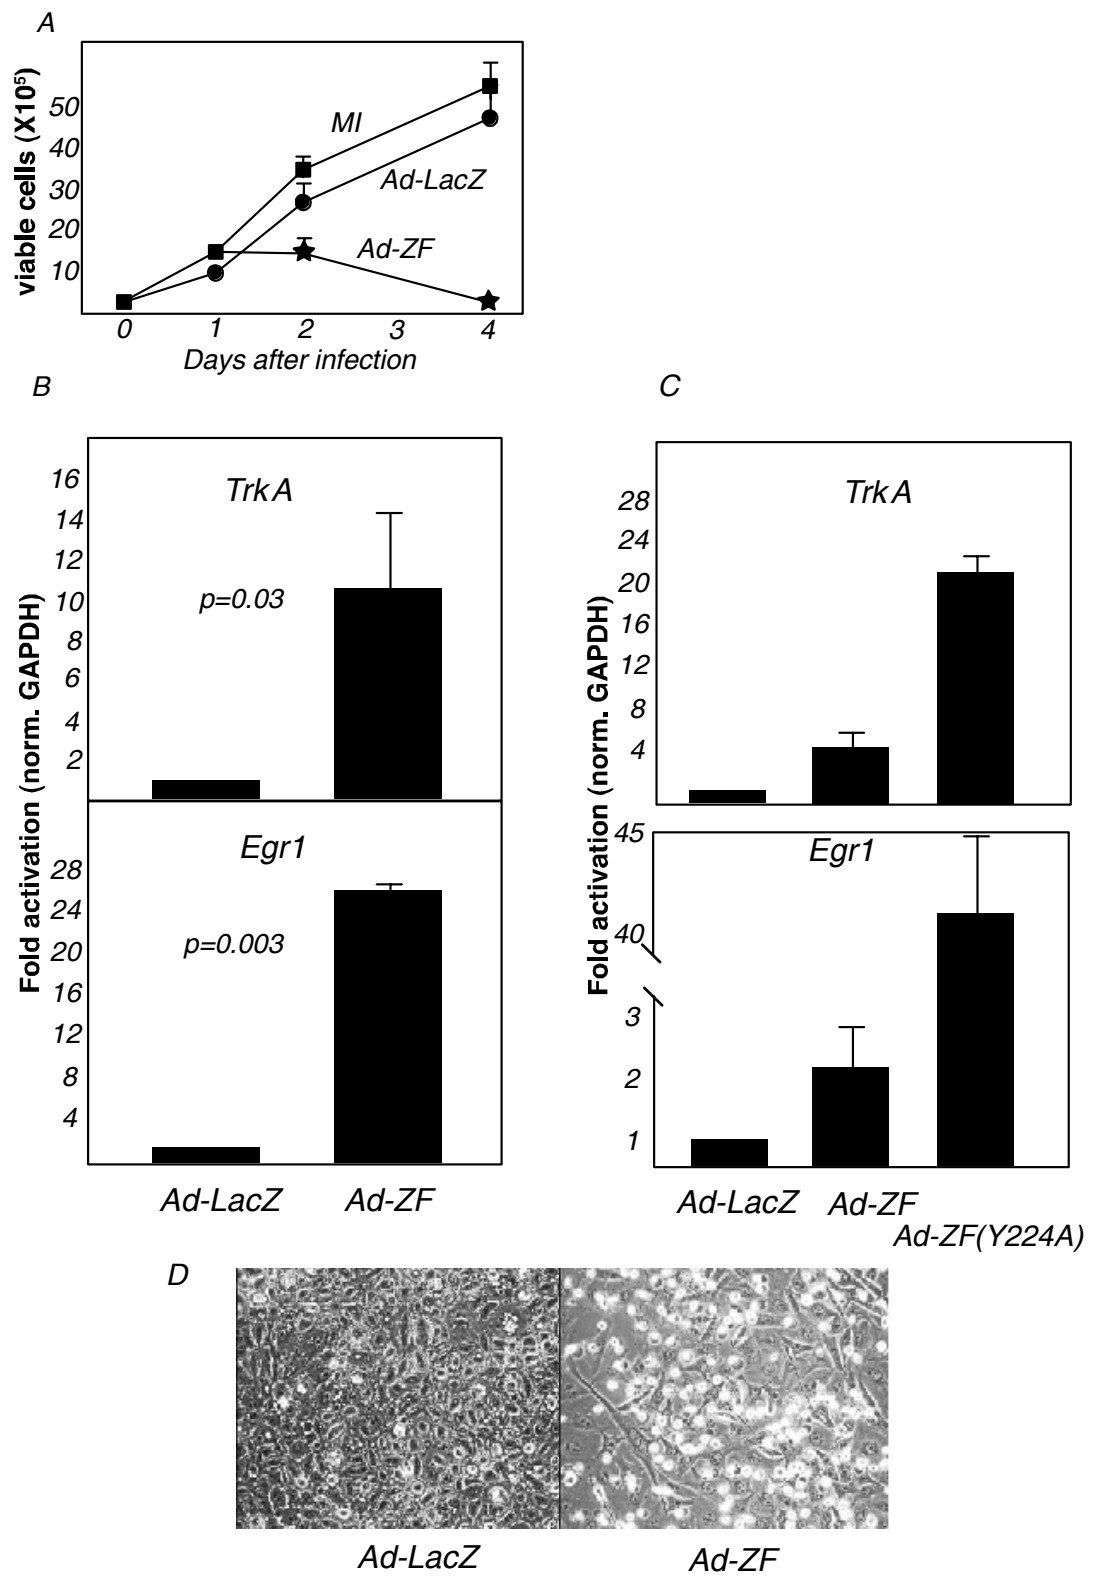 A
viable cells (X10⁵)
50
40
30
20
10
MI
Ad-LacZ
Ad-ZF
0 1 2 3 4
Days after infection
B
Fold activation (norm. GAPDH)
16
14
12
10
8
6
4
2
TrkA
p=0.03
28
24
20
16
12
8
4
Egr1
p=0.003
Ad-LacZ Ad-ZF
C
Fold activation (norm. GAPDH)
28
24
20
16
12
8
4
TrkA
45
40
3
2
1
Egr1
Ad-LacZ Ad-ZF
Ad-ZF(Y224A)
D
Ad-LacZ Ad-ZF